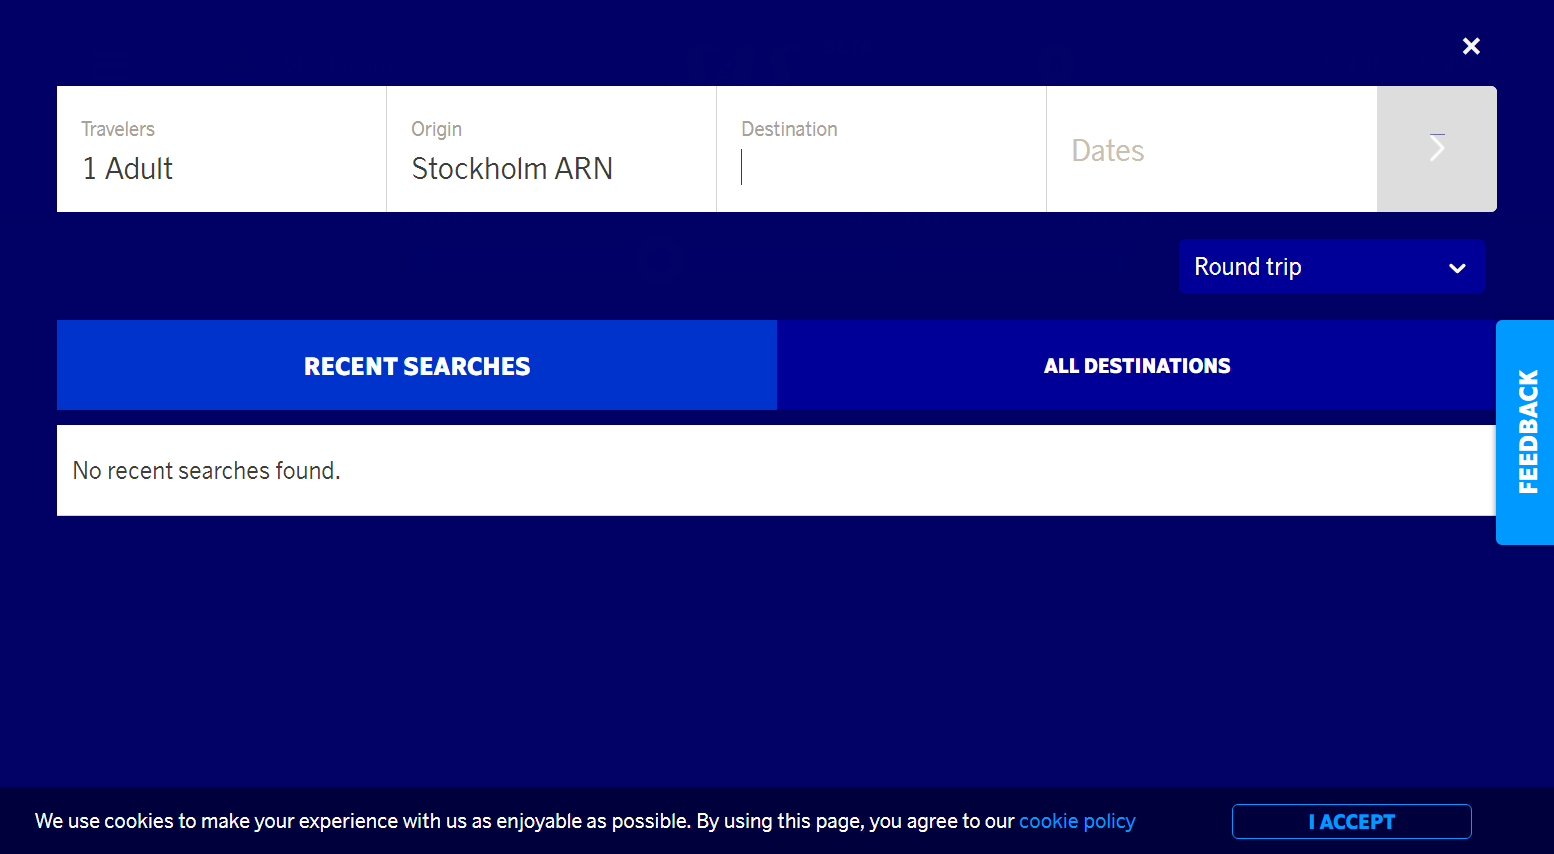 Travelers
1 Adult
Origin
Stockholm ARN
Destination
Dates
Round trip
RECENT SEARCHES
ALL DESTINATIONS
FEEDBACK
No recent searches found.
We use cookies to make your experience with us as enjoyable as possible. By using this page, you agree to our cookie policy
I ACCEPT